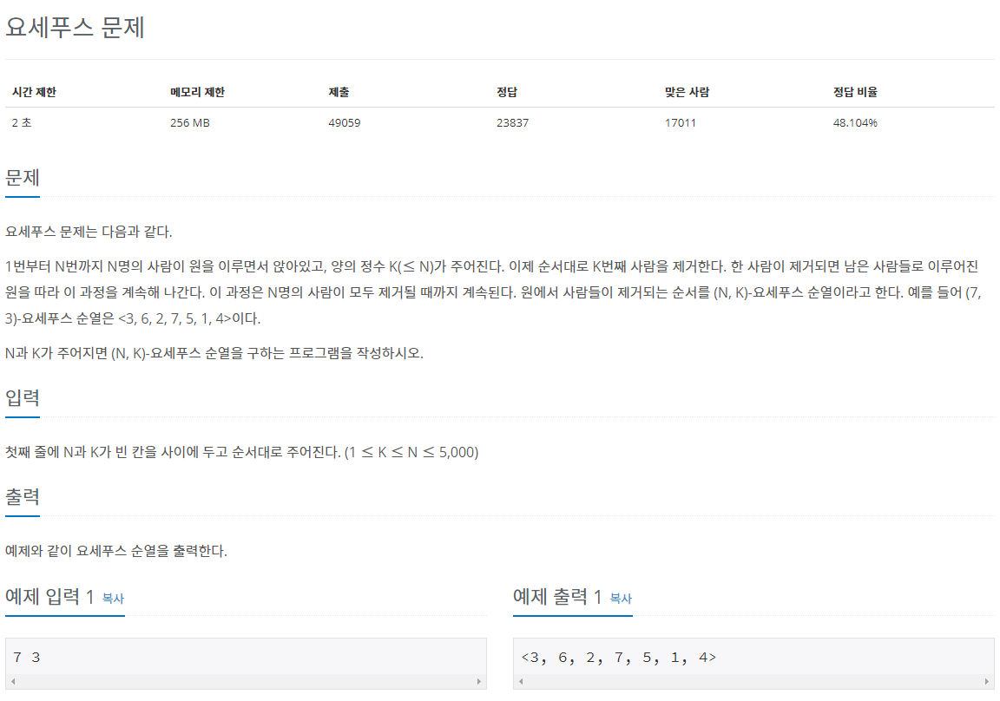 요세푸스 문제
시간 제한 메모리 제한 제출 정답 맞은 사람 정답 비율
2 초 256 MB 49059 23837 17011 48.104%
문제
요세푸스 문제는 다음과 같다.
1번부터 N번까지 N명의 사람이 원을 이루면서 앉아있고, 양의 정수 K(≤ N)가 주어진다. 이제 순서대로 K번째 사람을 제거한다. 한 사람이 제거되면 남은 사람들로 이루어진
원을 따라 이 과정을 계속해 나간다. 이 과정은 N명의 사람이 모두 제거될 때까지 계속된다. 원에서 사람들이 제거되는 순서를 (N, K)-요세푸스 순열이라고 한다. 예를 들어 (7,
3)-요세푸스 순열은 <3, 6, 2, 7, 5, 1, 4>이다.
N과 K가 주어지면 (N, K)-요세푸스 순열을 구하는 프로그램을 작성하시오.
입력
첫째 줄에 N과 K가 빈 칸을 사이에 두고 순서대로 주어진다. (1 ≤ K ≤ N ≤ 5,000)
출력
예제와 같이 요세푸스 순열을 출력한다.
예제 입력 1 복사
7 3
예제 출력 1 복사
<3, 6, 2, 7, 5, 1, 4>